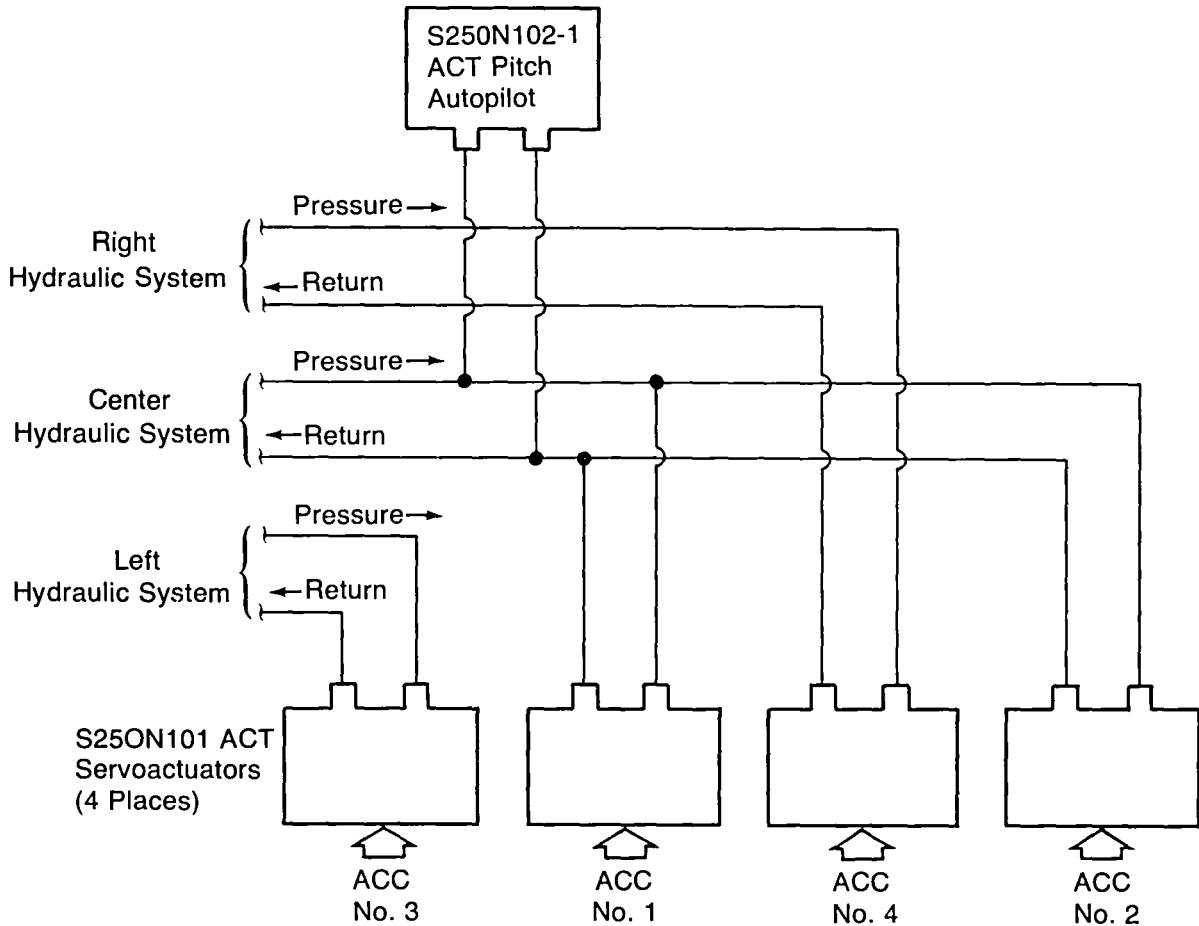 S250N102-1
ACT Pitch
Autopilot
Pressure
Right
Hydraulic System
Return
Pressure
Center
Hydraulic System
Return
Pressure
Left
Hydraulic System
Return
S25ON101 ACT
Servoactuators
(4 Places)
ACC
No. 3
ACC
No. 1
ACC
No. 4
ACC
No. 2